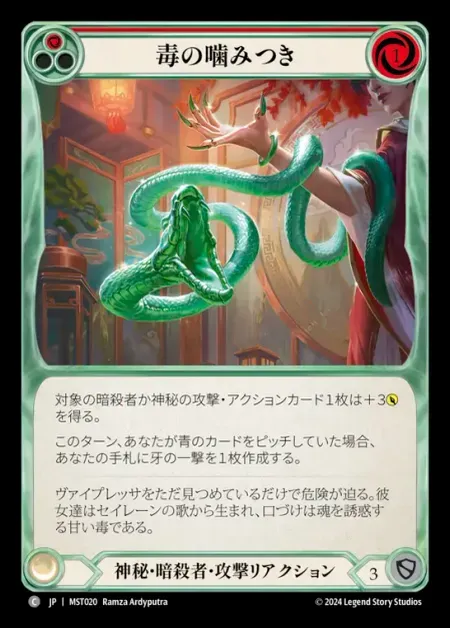 毒の噛みつき
1
対象の暗殺者か神秘の攻撃・アクションカード1枚は+3
を得る。
このターン、あなたが青のカードをピッチしていた場合、
あなたの手札に牙の一撃を1枚作成する。
ヴァイプレッサをただ見つめているだけで危険が迫る。彼
女達はセイレーンの歌から生まれ、口づけは魂を誘惑す
る甘い毒である。
神秘・暗殺者・攻撃リアクション
3
C JP | MST020 Ramza Ardyputra
© 2024 Legend Story Studios